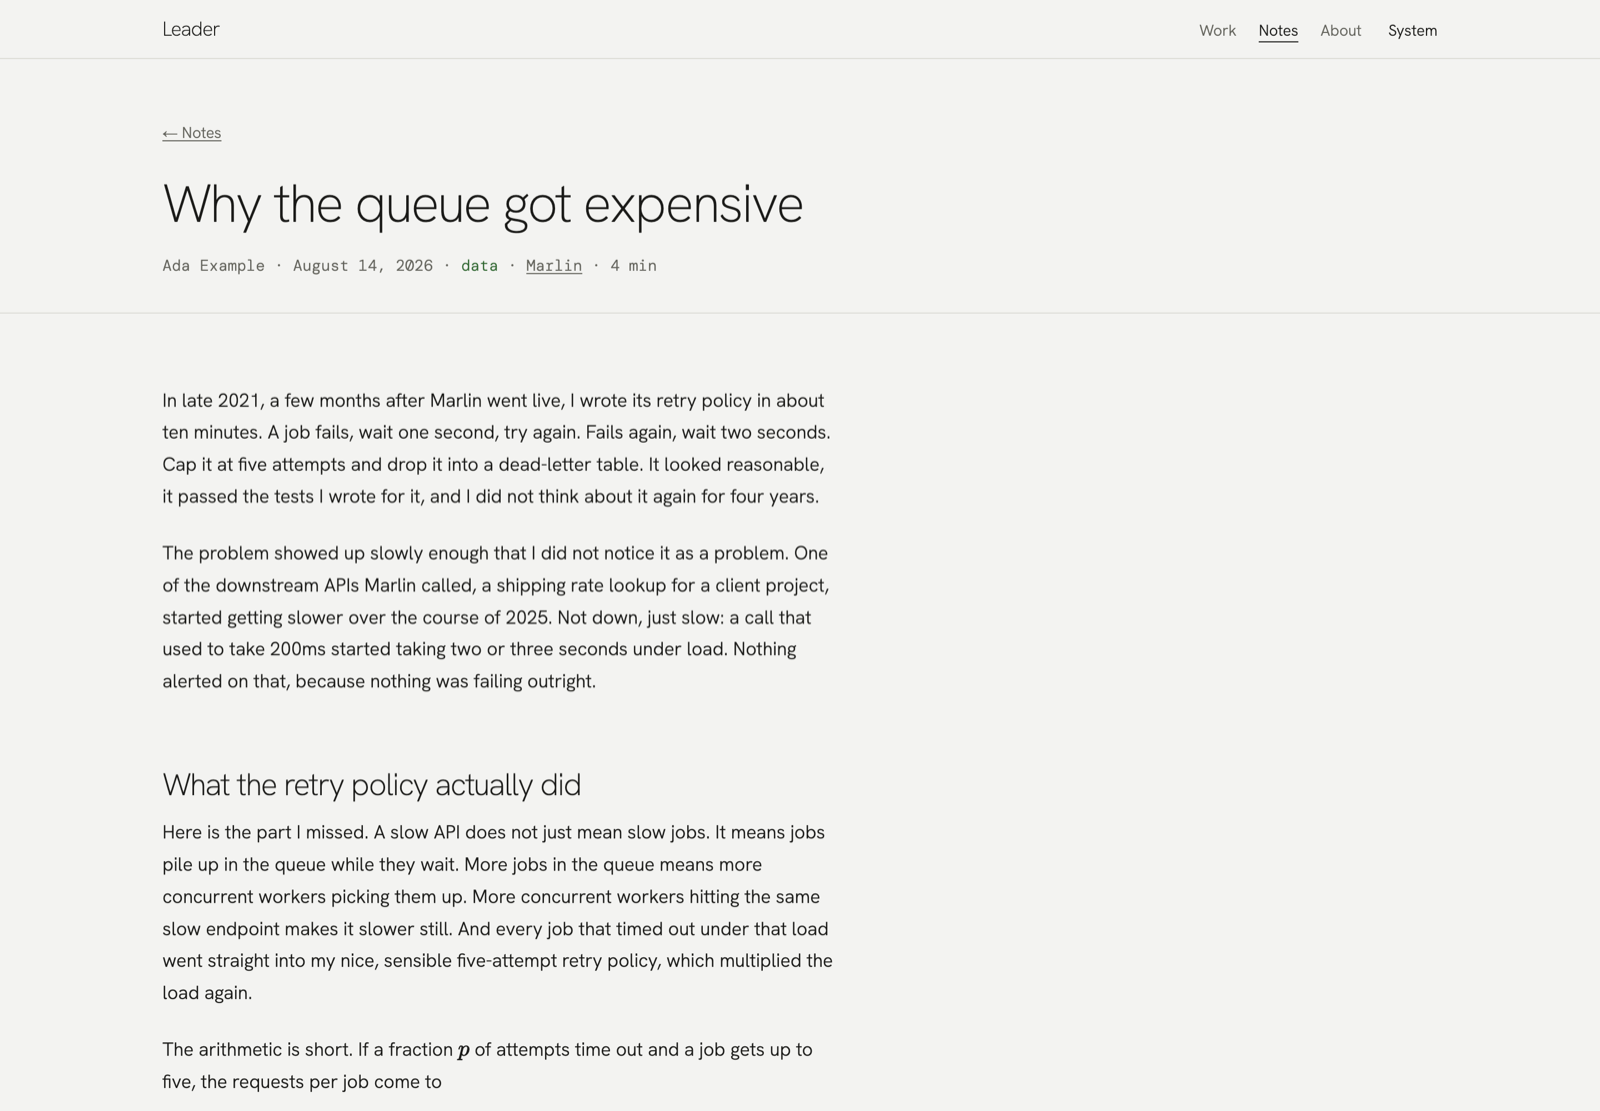 Leader
Work
Notes
About
System
← Notes
Why the queue got expensive
Ada Example · August 14, 2026 · data · Marlin · 4 min
In late 2021, a few months after Marlin went live, I wrote its retry policy in about
ten minutes. A job fails, wait one second, try again. Fails again, wait two seconds.
Cap it at five attempts and drop it into a dead-letter table. It looked reasonable,
it passed the tests I wrote for it, and I did not think about it again for four years.
The problem showed up slowly enough that I did not notice it as a problem. One
of the downstream APIs Marlin called, a shipping rate lookup for a client project,
started getting slower over the course of 2025. Not down, just slow: a call that
used to take 200ms started taking two or three seconds under load. Nothing
alerted on that, because nothing was failing outright.
What the retry policy actually did
Here is the part I missed. A slow API does not just mean slow jobs. It means jobs
pile up in the queue while they wait. More jobs in the queue means more
concurrent workers picking them up. More concurrent workers hitting the same
slow endpoint makes it slower still. And every job that timed out under that load
went straight into my nice, sensible five-attempt retry policy, which multiplied the
load again.
The arithmetic is short. If a fraction p of attempts time out and a job gets up to
five, the requests per job come to